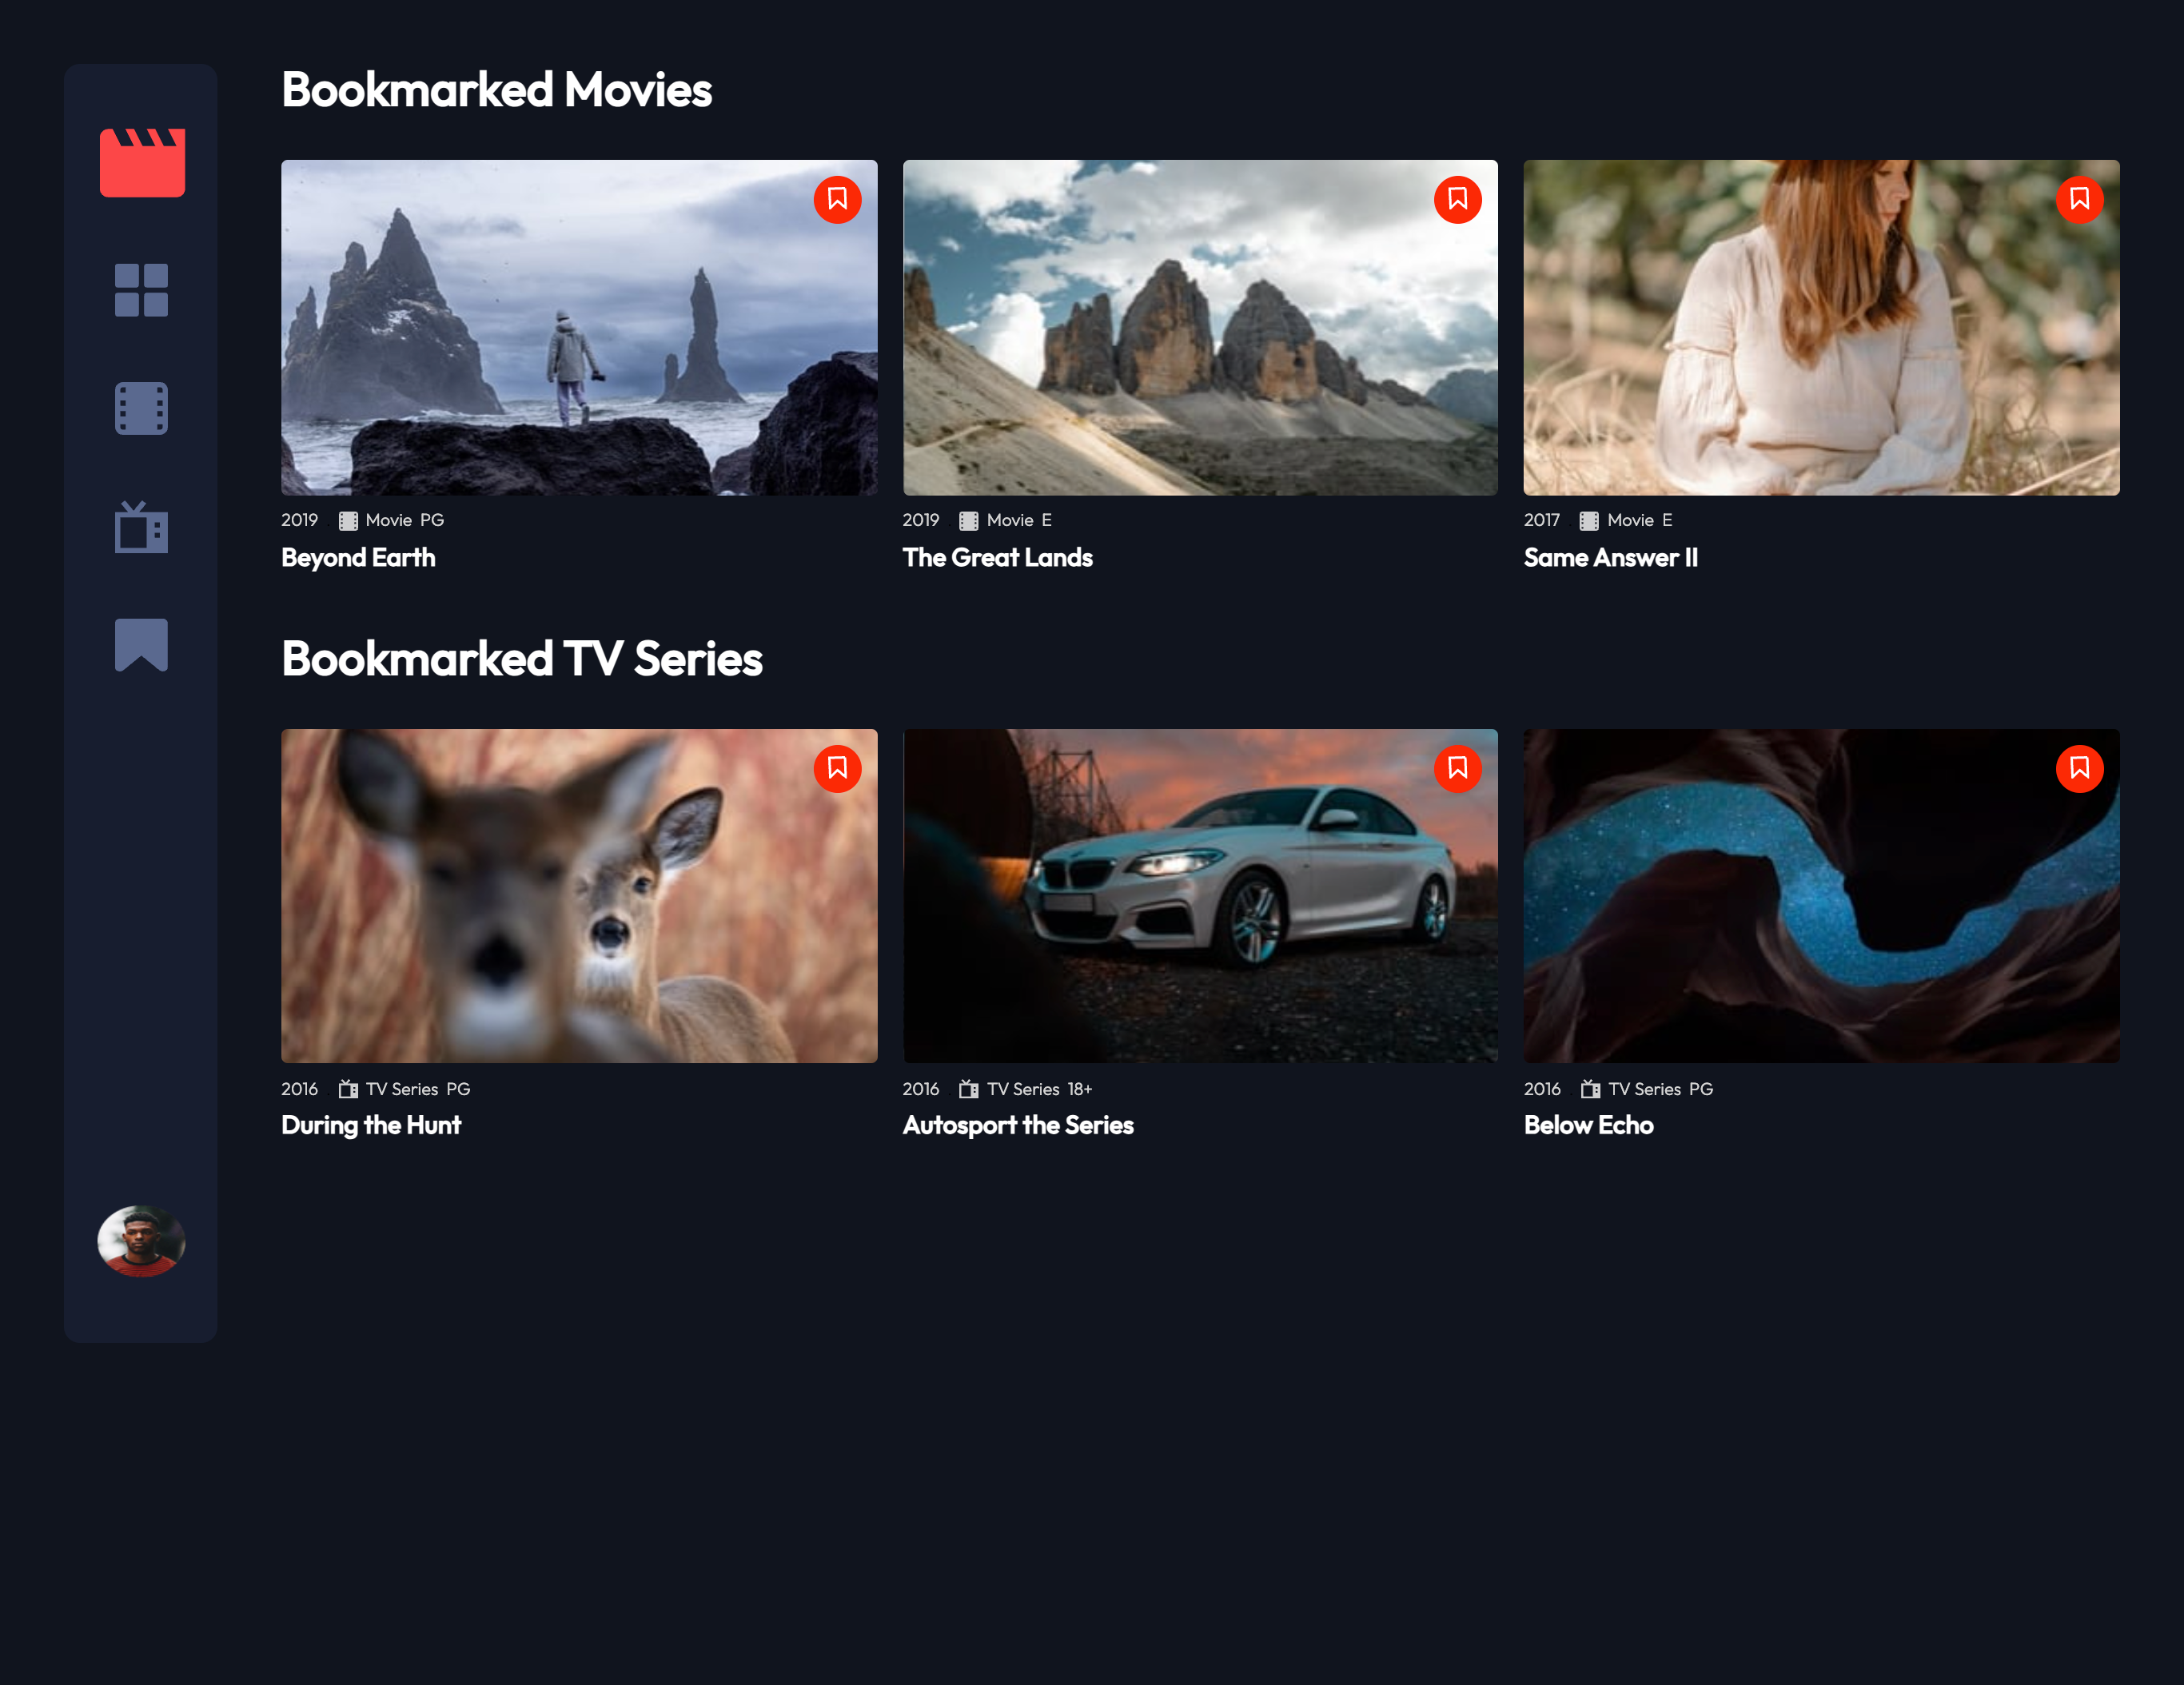 Bookmarked Movies
2019 Movie PG
Beyond Earth
2019 Movie E
The Great Lands
2017 Movie E
Same Answer II
Bookmarked TV Series
2016 TV Series PG
During the Hunt
2016 TV Series 18+
Autosport the Series
2016 TV Series PG
Below Echo